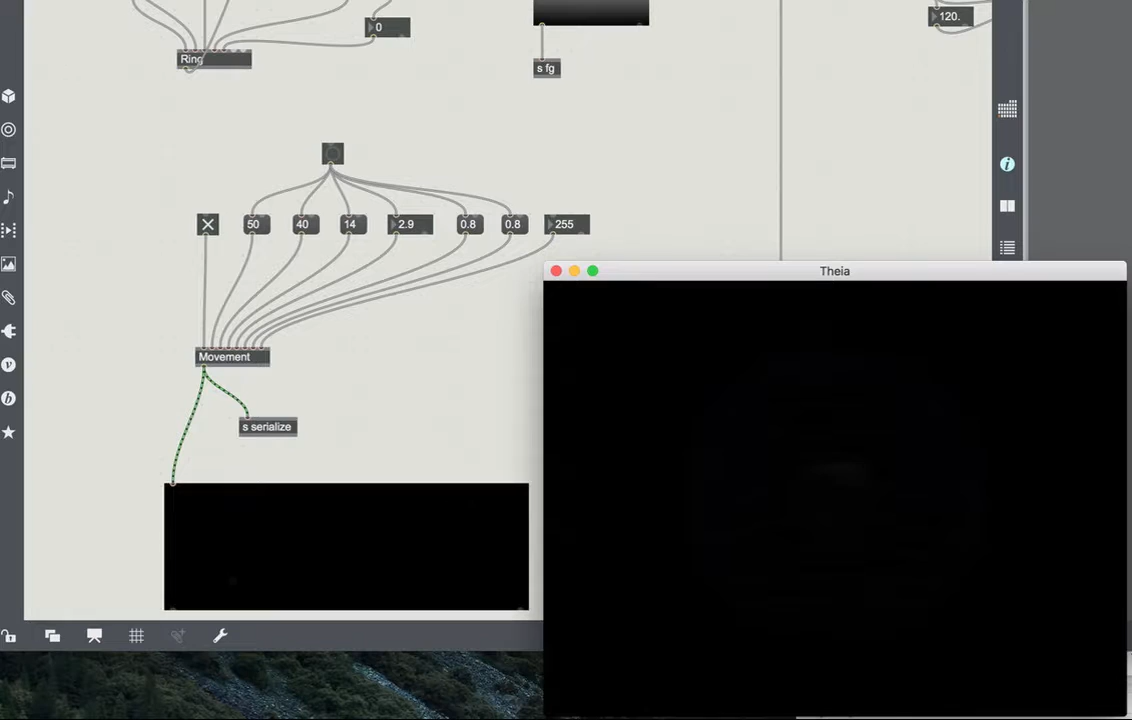 0
120.
Ring
s fg
50
40
14
2.9
0.8
0.8
255
Theia
Movement
s serialize